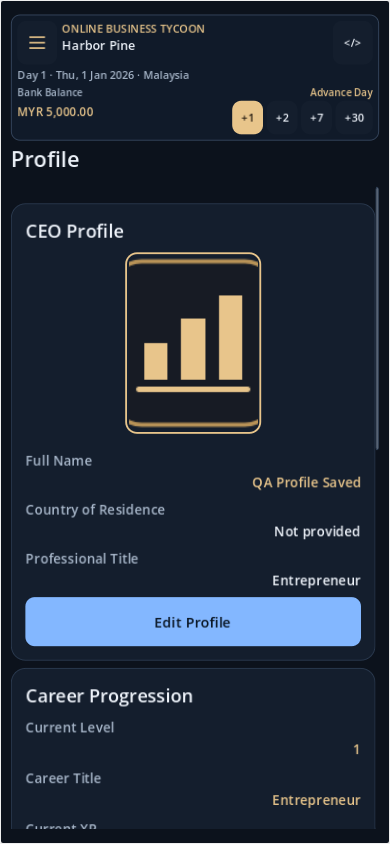 ONLINE BUSINESS TYCOON
Harbor Pine
</>
Day 1 · Thu, 1 Jan 2026 · Malaysia
Bank Balance
Advance Day
MYR 5,000.00
+1
+2
+7
+30
Profile
CEO Profile
Full Name
QA Profile Saved
Country of Residence
Not provided
Professional Title
Entrepreneur
Edit Profile
Career Progression
Current Level
1
Career Title
Entrepreneur
Current XP